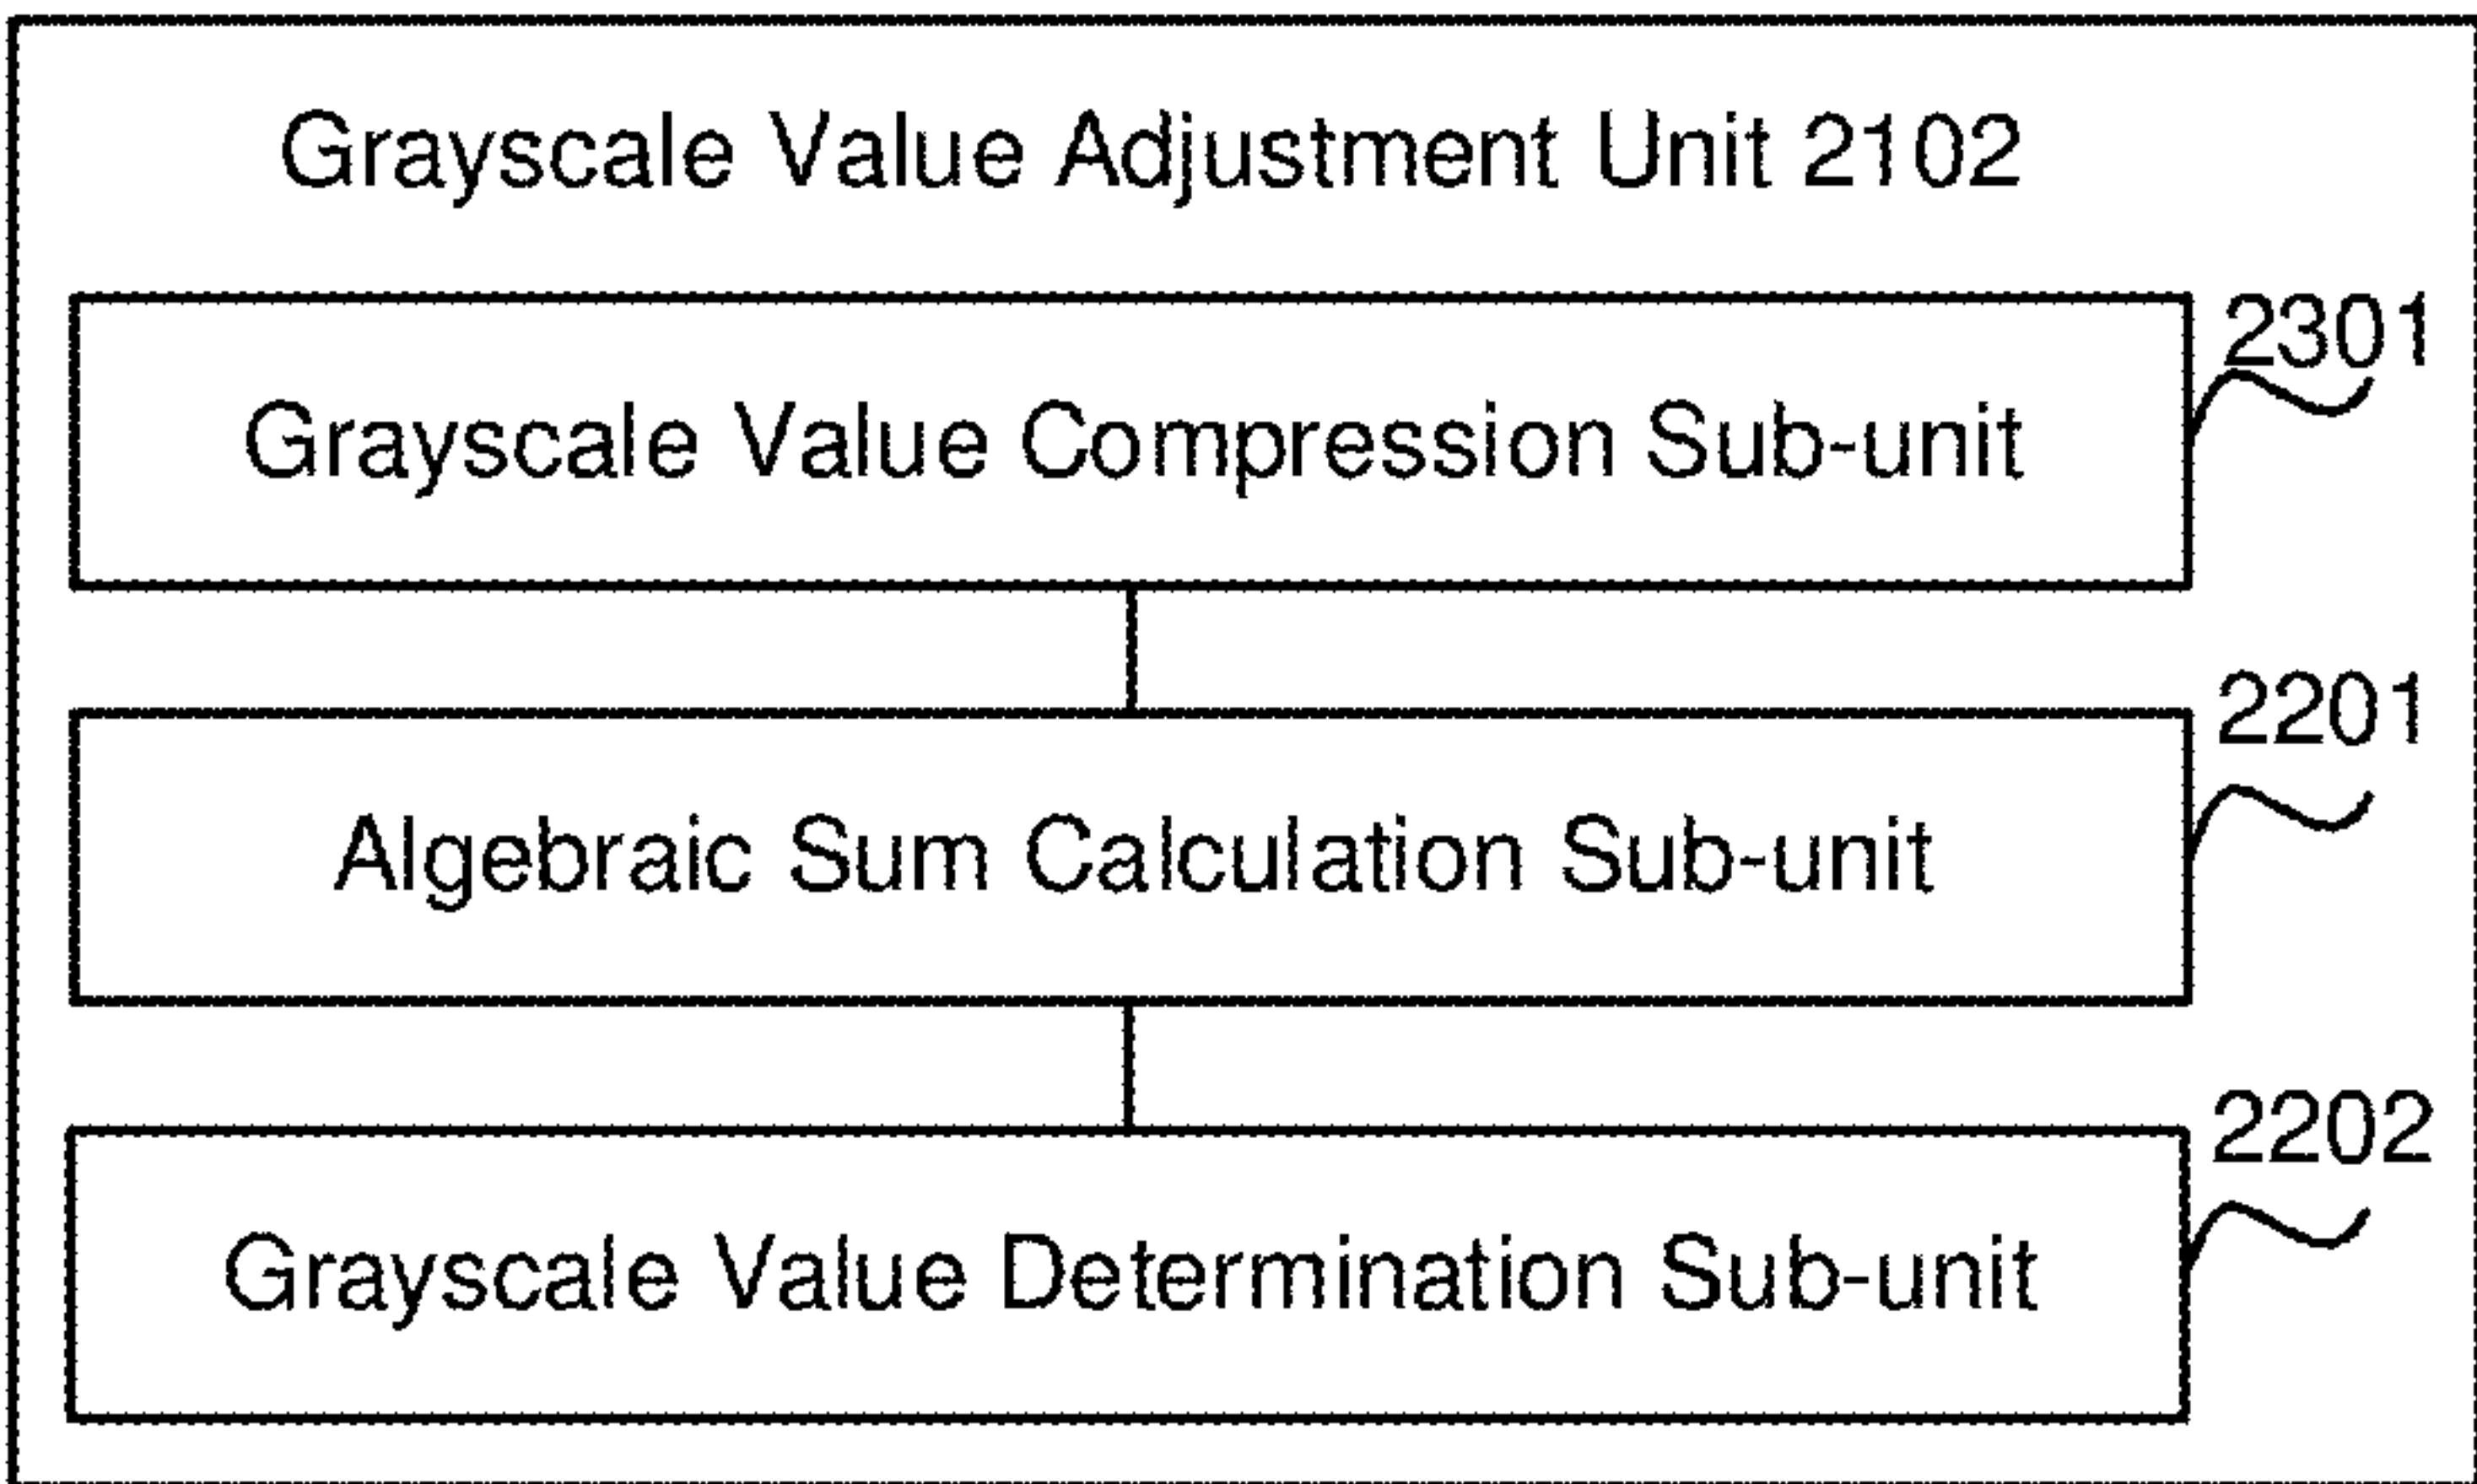 Grayscale Value Adjustment Unit 2102
2301
Grayscale Value Compression Sub-unit
2201
Algebraic Sum Calculation Sub-unit
2202
Grayscale Value Determination Sub-unit